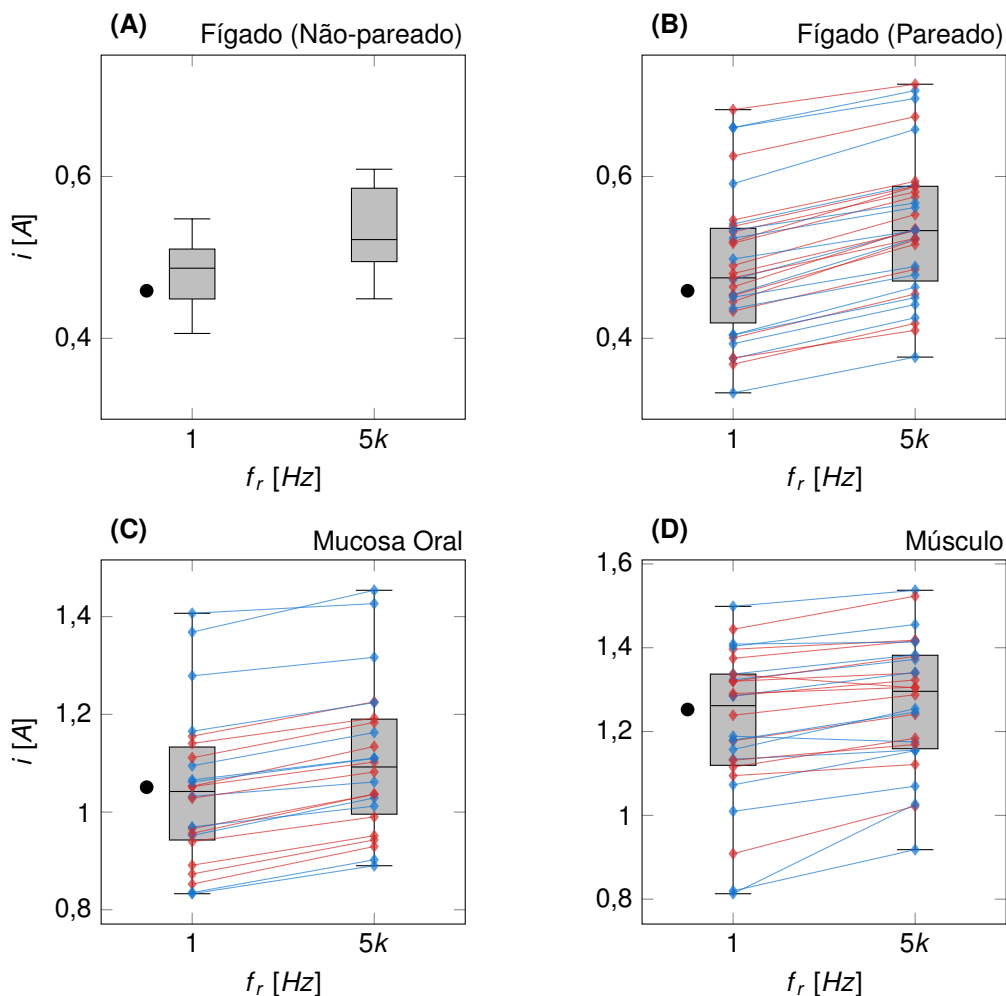 (A)
Fígado (Não-pareado)
0,6
0,4
i [A]
1
5k
f_r [Hz]
(B)
Fígado (Pareado)
0,6
0,4
i [A]
1
5k
f_r [Hz]
(C)
Mucosa Oral
1,4
1,2
1
0,8
i [A]
1
5k
f_r [Hz]
(D)
Músculo
1,6
1,4
1,2
1
0,8
i [A]
1
5k
f_r [Hz]